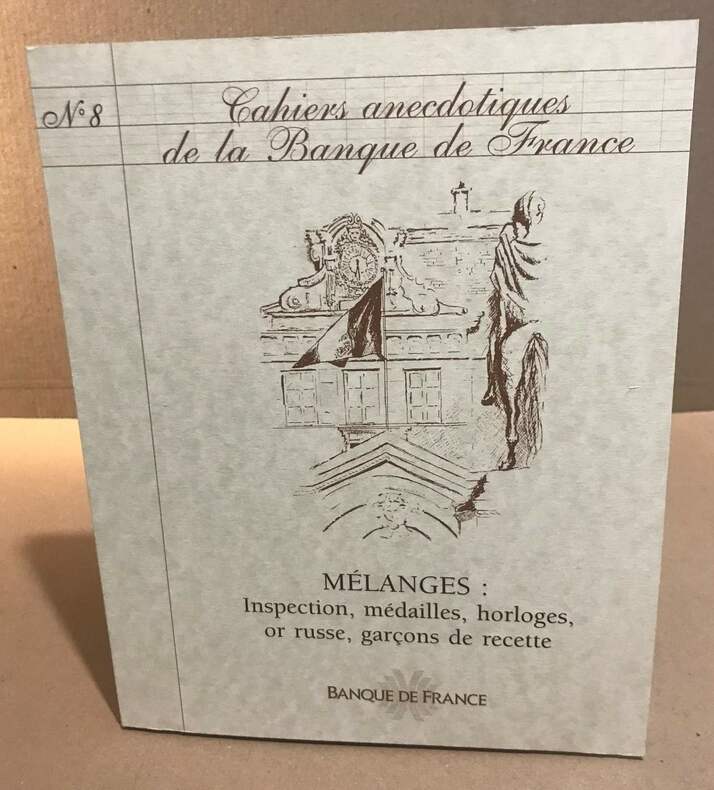 N° 8
Cahiers anecdotiques
de la Banque de France
MÉLANGES :
Inspection, médailles, horloges,
or russe, garçons de recette
BANQUE DE FRANCE